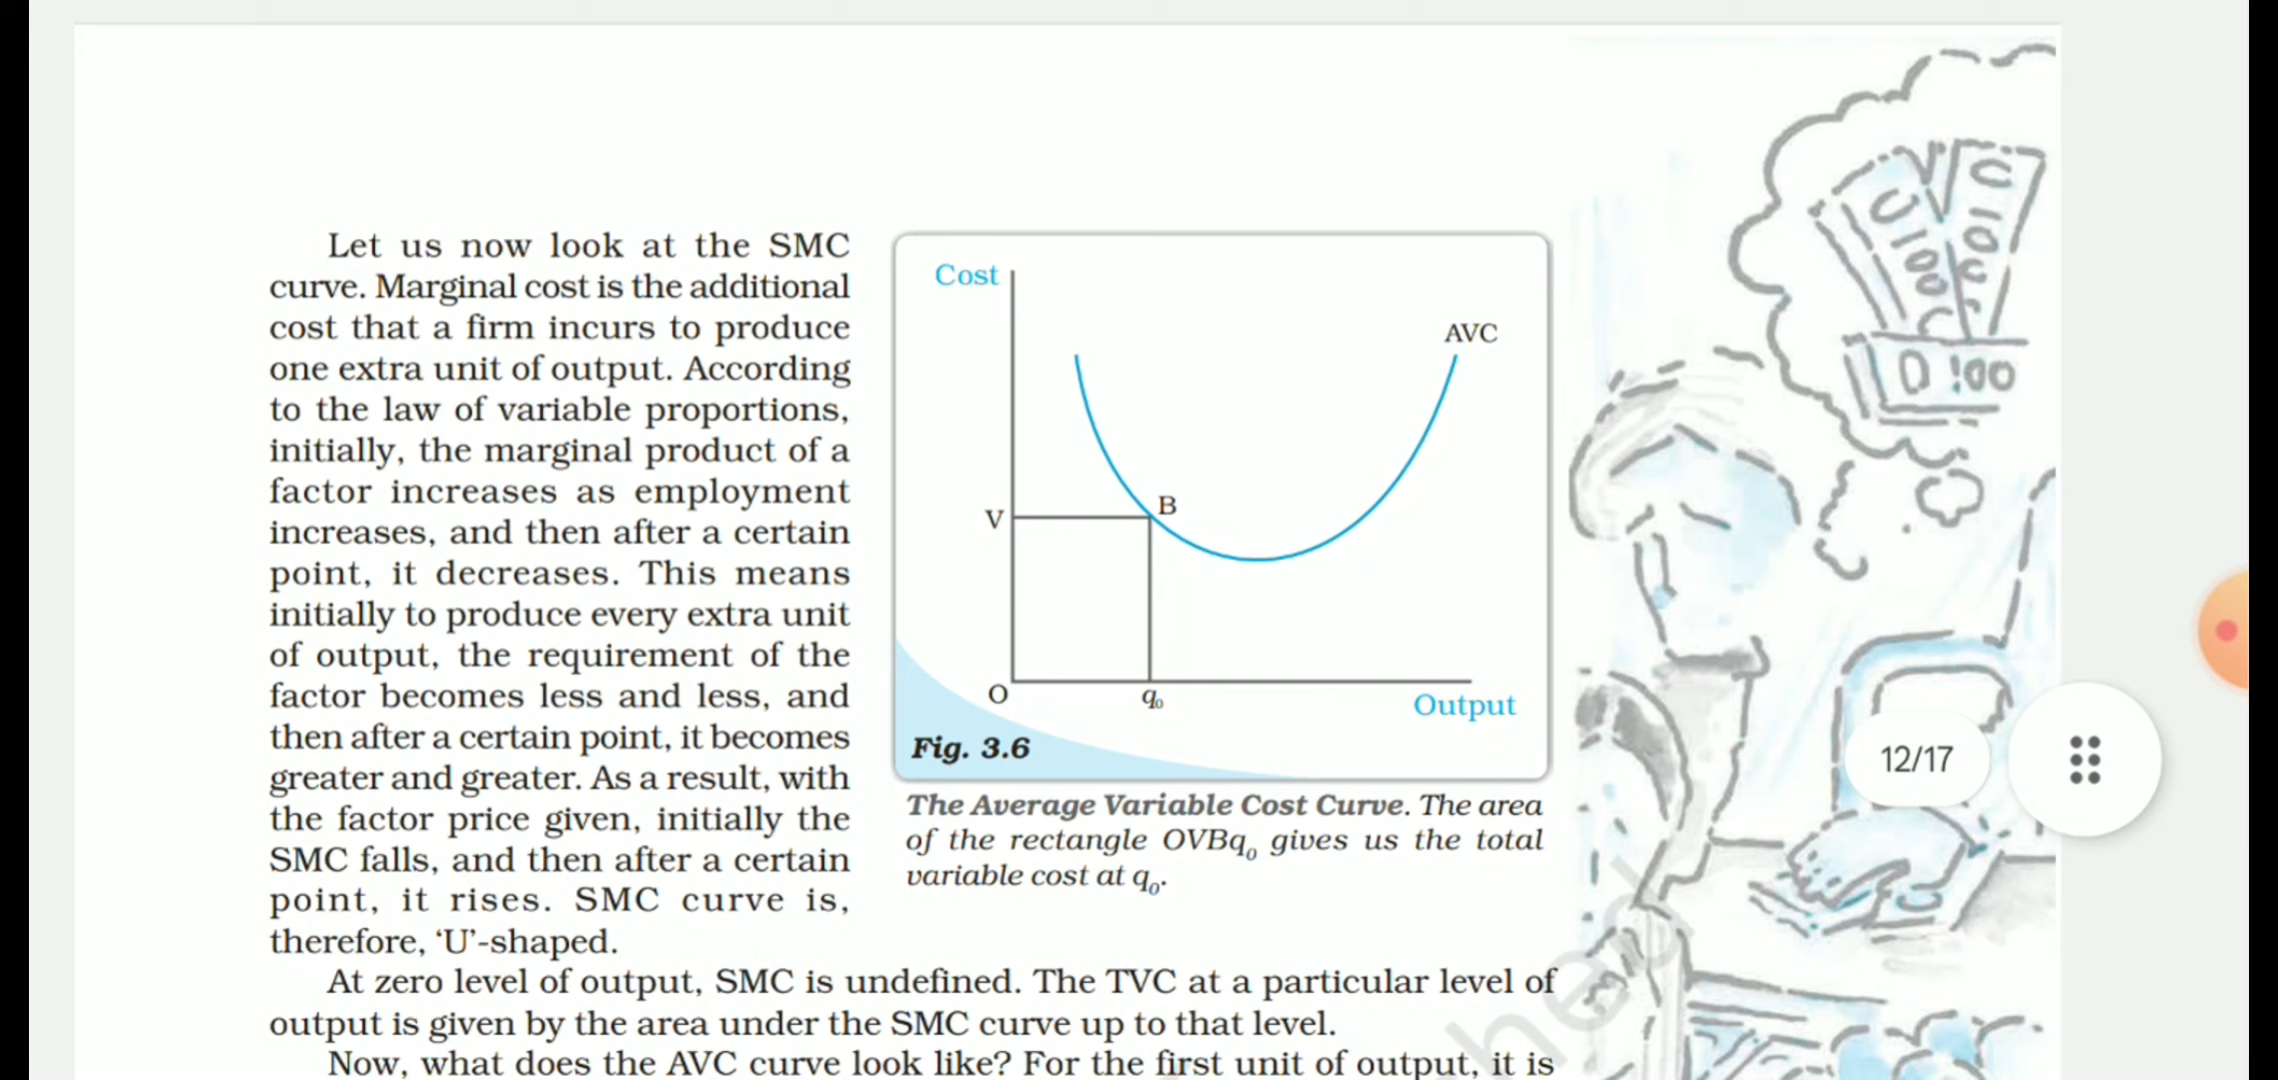 Let us now look at the SMC
curve. Marginal cost is the additional
cost that a firm incurs to produce
one extra unit of output. According
to the law of variable proportions,
initially, the marginal product of a
factor increases as employment
increases, and then after a certain
point, it decreases. This means
initially to produce every extra unit
of output, the requirement of the
factor becomes less and less, and
then after a certain point, it becomes
greater and greater. As a result, with
the factor price given, initially the
SMC falls, and then after a certain
point, it rises. SMC curve is,
therefore, ‘U’-shaped.
Cost
AVC
V
B
O
q₀
Output
Fig. 3.6
The Average Variable Cost Curve. The area
of the rectangle OVBq₀ gives us the total
variable cost at q₀.
At zero level of output, SMC is undefined. The TVC at a particular level of
output is given by the area under the SMC curve up to that level.
Now, what does the AVC curve look like? For the first unit of output, it is
100
100
D 100
12/17